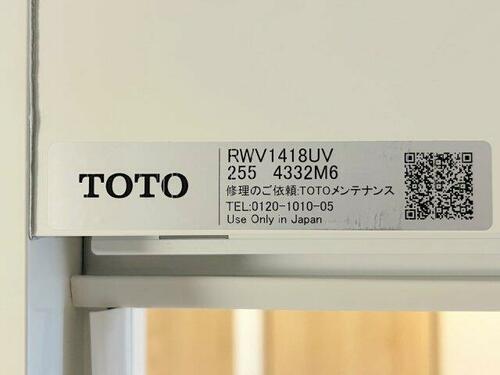 TOTO
RWV1418UV
255 4332M6
修理のご依頼:TOTOメンテナンス
TEL:0120-1010-05
Use Only in Japan